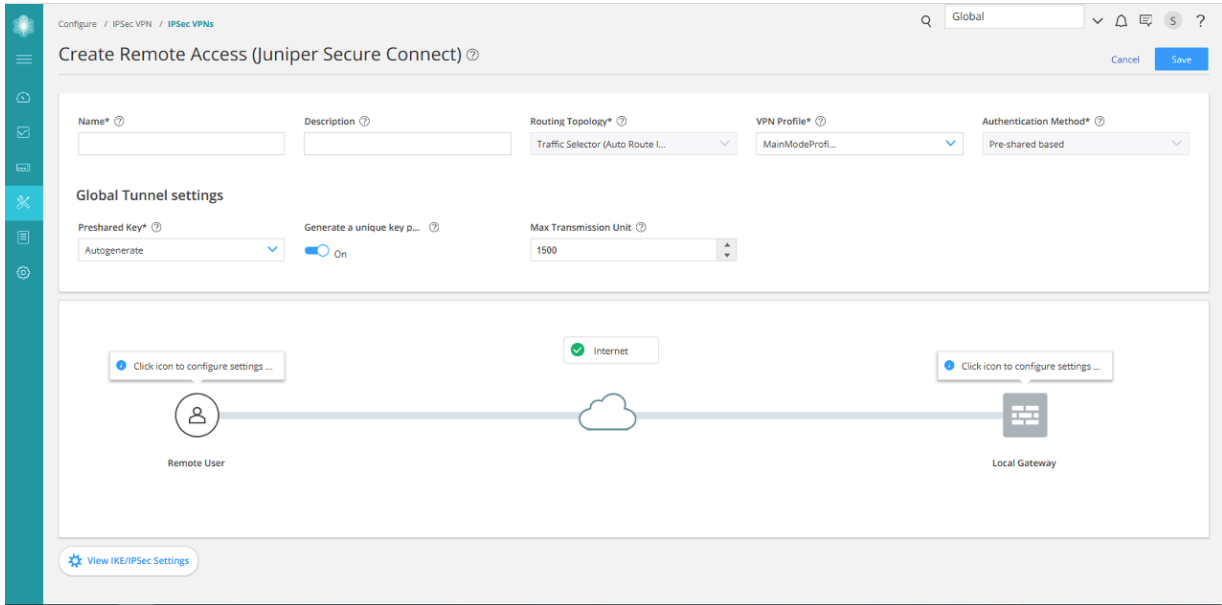 Configure / IPSec VPN / IPSec VPNs
Global
S
?
Create Remote Access (Juniper Secure Connect) ?
Cancel
Save
Name* ?
Description ?
Routing Topology* ?
VPN Profile* ?
Authentication Method* ?
Traffic Selector (Auto Route I...
MainModeProfi...
Pre-shared based
Global Tunnel settings
Preshared Key* ?
Generate a unique key p... ?
Max Transmission Unit ?
Autogenerate
On
1500
Internet
Click icon to configure settings ...
Click icon to configure settings ...
Remote User
Local Gateway
View IKE/IPSec Settings